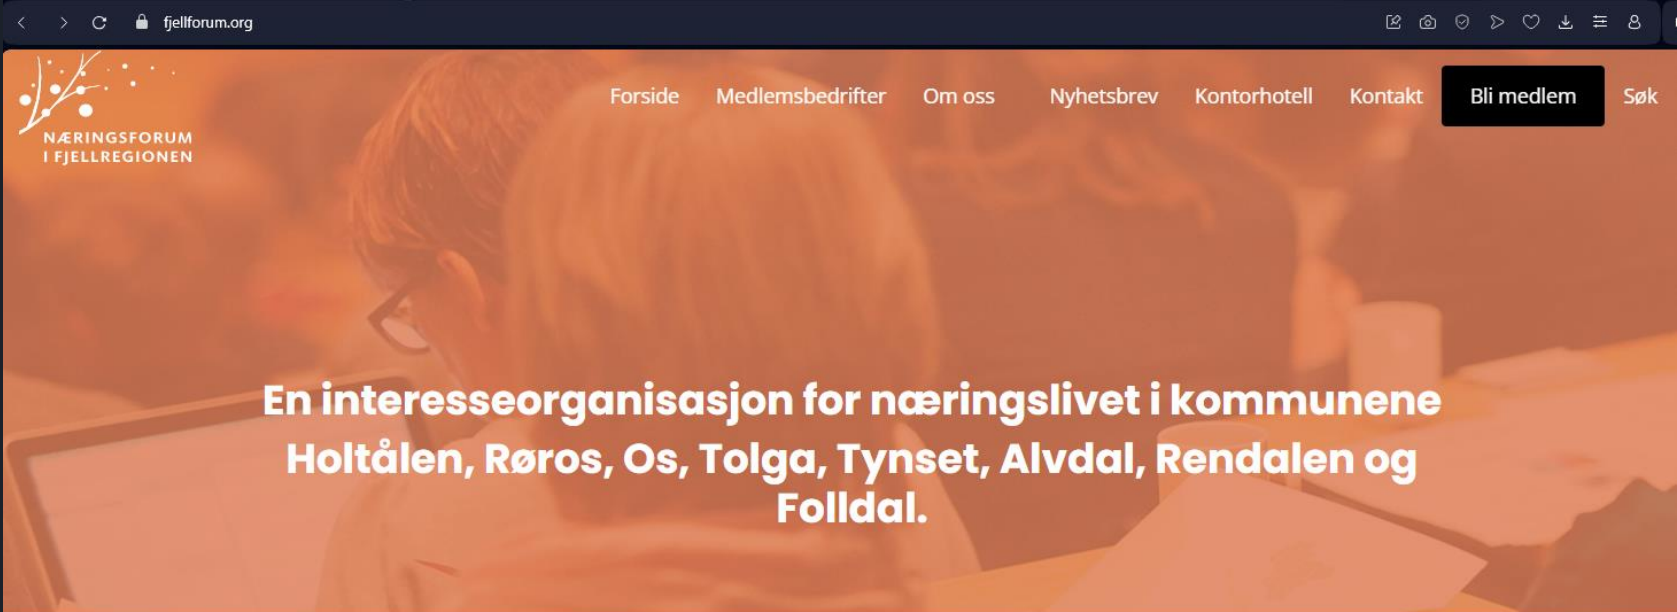 fjellforum.org
NÆRINGSFORUM
I FJELLREGIONEN
Forside Medlemsbedrifter Om oss Nyhetsbrev Kontorhotell Kontakt Bli medlem Søk
En interesseorganisasjon for næringslivet i kommunene
Holtålen, Røros, Os, Tolga, Tynset, Alvdal, Rendalen og
Folldal.